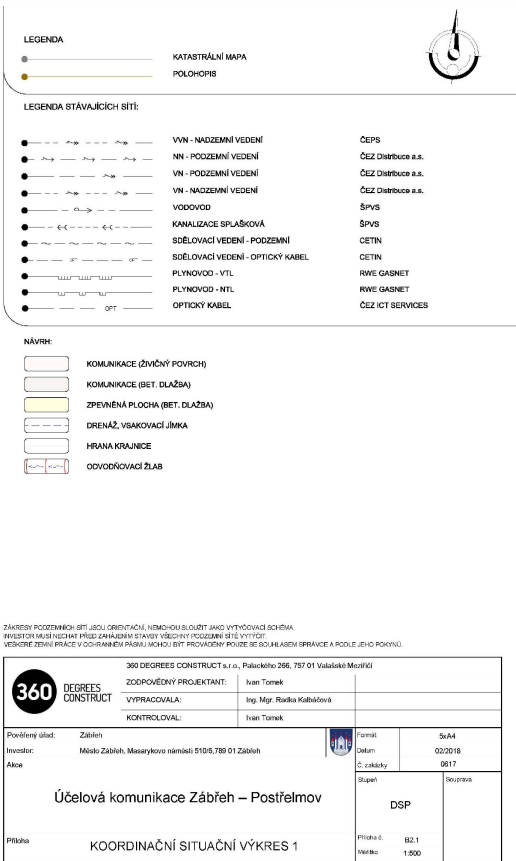 LEGENDA
KATASTRÁLNÍ MAPA
POLOHOPIS
LEGENDA STÁVAJÍCÍCH SÍTÍ:
VVN - NADZEMNÍ VEDENÍ ČEPS
NN - PODZEMNÍ VEDENÍ ČEZ Distribuce a.s.
VN - PODZEMNÍ VEDENÍ ČEZ Distribuce a.s.
VN - NADZEMNÍ VEDENÍ ČEZ Distribuce a.s.
VODOVOD ŠPVS
KANALIZACE SPLAŠKOVÁ ŠPVS
SDĚLOVACÍ VEDENÍ - PODZEMNÍ CETIN
SDĚLOVACÍ VEDENÍ - OPTICKÝ KABEL CETIN
PLYNOVOD - VTL RWE GASNET
PLYNOVOD - NTL RWE GASNET
OPT OPTICKÝ KABEL ČEZ ICT SERVICES
NÁVRH:
KOMUNIKACE (ŽIVIČNÝ POVRCH)
KOMUNIKACE (BET. DLAŽBA)
ZPEVNĚNÁ PLOCHA (BET. DLAŽBA)
DRENÁŽ, VSAKOVACÍ JÍMKA
HRANA KRAJNICE
ODVODŇOVACÍ ŽLAB
ZÁKRESY PODZEMNÍCH SÍTÍ JSOU ORIENTAČNÍ, NEMOHOU SLOUŽIT JAKO VYTYČOVACÍ SCHÉMA
INVESTOR MUSÍ NECHAT PŘED ZAHÁJENÍM STAVBY VŠECHNY PODZEMNÍ SÍTĚ VYTÝČIT.
VEŠKERÉ ZEMNÍ PRÁCE V OCHRANNÉM PÁSMU MOHOU BÝT PROVÁDĚNY POUZE SE SOUHLASEM SPRÁVCE A PODLE JEHO POKYNŮ.
360 DEGREES CONSTRUCT s.r.o., Palackého 266, 757 01 Valašské Meziříčí
360 DEGREES
CONSTRUCT
ZODPOVĚDNÝ PROJEKTANT: Ivan Tomek
VYPRACOVALA: Ing. Mgr. Radka Kalbáčová
KONTROLOVAL: Ivan Tomek
Pověřený úřad: Zábřeh Formát 5xA4
Investor: Město Zábřeh, Masarykovo náměstí 510/6,789 01 Zábřeh Datum 02/2018
Akce Č. zakázky 0617
Stupeň Souprava
Účelová komunikace Zábřeh – Postřelmov
DSP
Příloha KOORDINAČNÍ SITUAČNÍ VÝKRES 1
Příloha č. B2.1
Měřítko 1:500